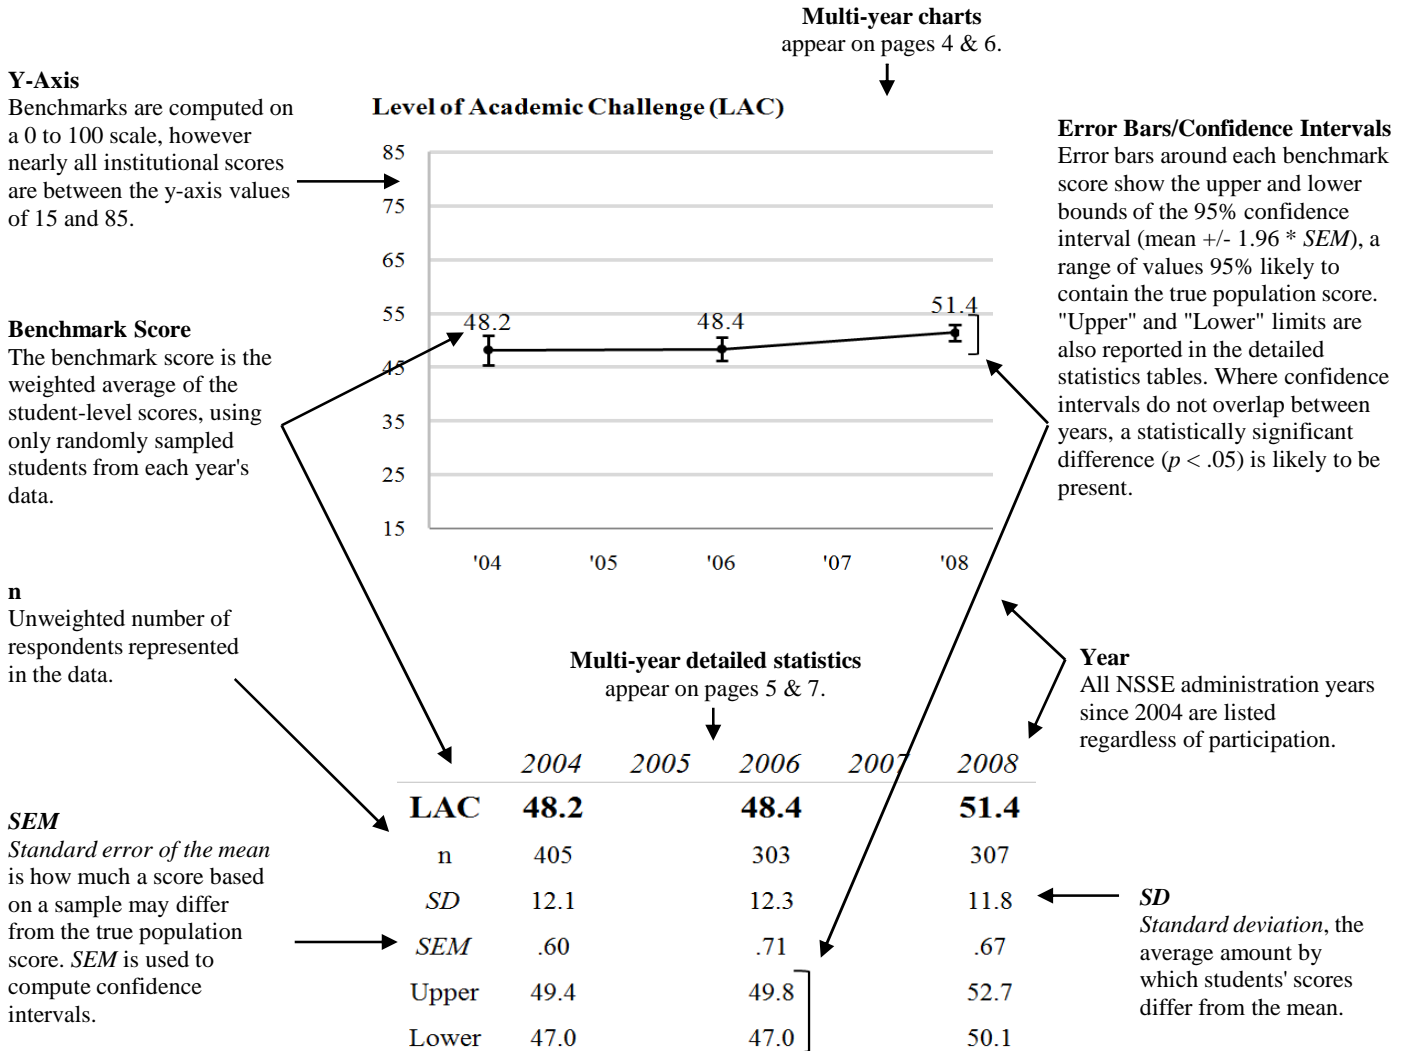 Multi-year charts
appear on pages 4 & 6.
Y-Axis
Benchmarks are computed on
a 0 to 100 scale, however
nearly all institutional scores
are between the y-axis values
of 15 and 85.
Benchmark Score
The benchmark score is the
weighted average of the
student-level scores, using
only randomly sampled
students from each year's
data.
n
Unweighted number of
respondents represented
in the data.
SEM
Standard error of the mean
is how much a score based
on a sample may differ
from the true population
score. SEM is used to
compute confidence
intervals.
Level of Academic Challenge (LAC)
85
75
65
55
45
35
25
15
48.2
48.4
51.4
'04 '05 '06 '07 '08
Error Bars/Confidence Intervals
Error bars around each benchmark
score show the upper and lower
bounds of the 95% confidence
interval (mean +/- 1.96 * SEM), a
range of values 95% likely to
contain the true population score.
"Upper" and "Lower" limits are
also reported in the detailed
statistics tables. Where confidence
intervals do not overlap between
years, a statistically significant
difference (p < .05) is likely to be
present.
Year
All NSSE administration years
since 2004 are listed
regardless of participation.
Multi-year detailed statistics
appear on pages 5 & 7.
2004 2005 2006 2007 2008
LAC 48.2 48.4 51.4
n 405 303 307
SD 12.1 12.3 11.8
SEM .60 .71 .67
Upper 49.4 49.8 52.7
Lower 47.0 47.0 50.1
SD
Standard deviation, the
average amount by
which students' scores
differ from the mean.